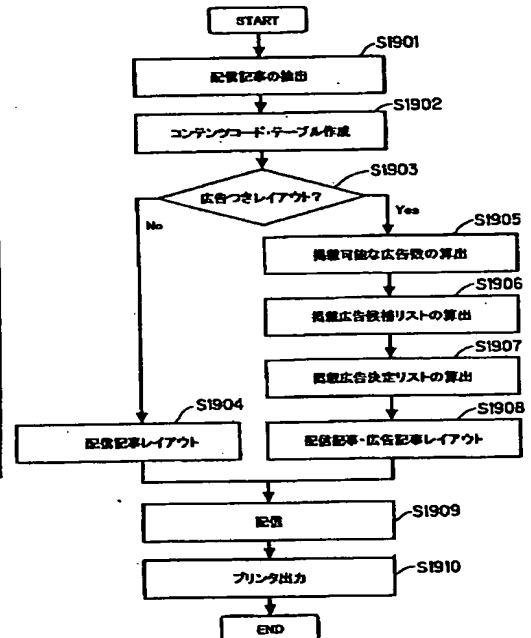 START
S1901
配信記事の抽出
S1902
コンテンツコード・テーブル作成
S1903
広告つきレイアウト?
No
Yes
S1905
掲載可能な広告数の算出
S1906
掲載広告候補リストの算出
S1907
掲載広告決定リストの算出
S1904
配信記事レイアウト
S1908
配信記事・広告記事レイアウト
S1909
配信
S1910
プリンタ出力
END